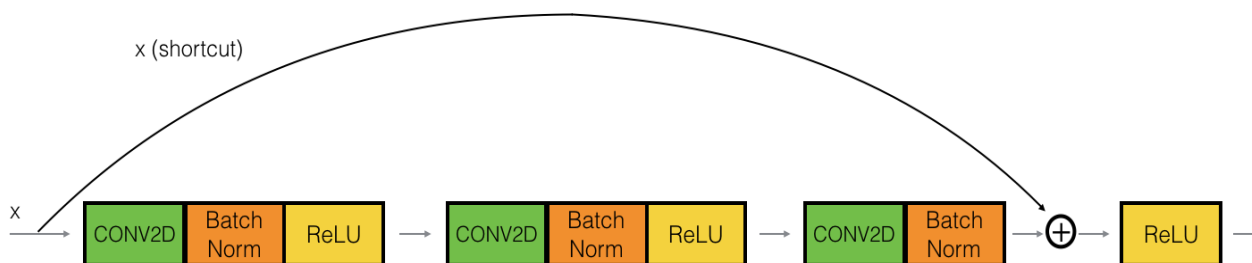 x (shortcut)
x
CONV2D
Batch
Norm
ReLU
CONV2D
Batch
Norm
ReLU
CONV2D
Batch
Norm
+
ReLU